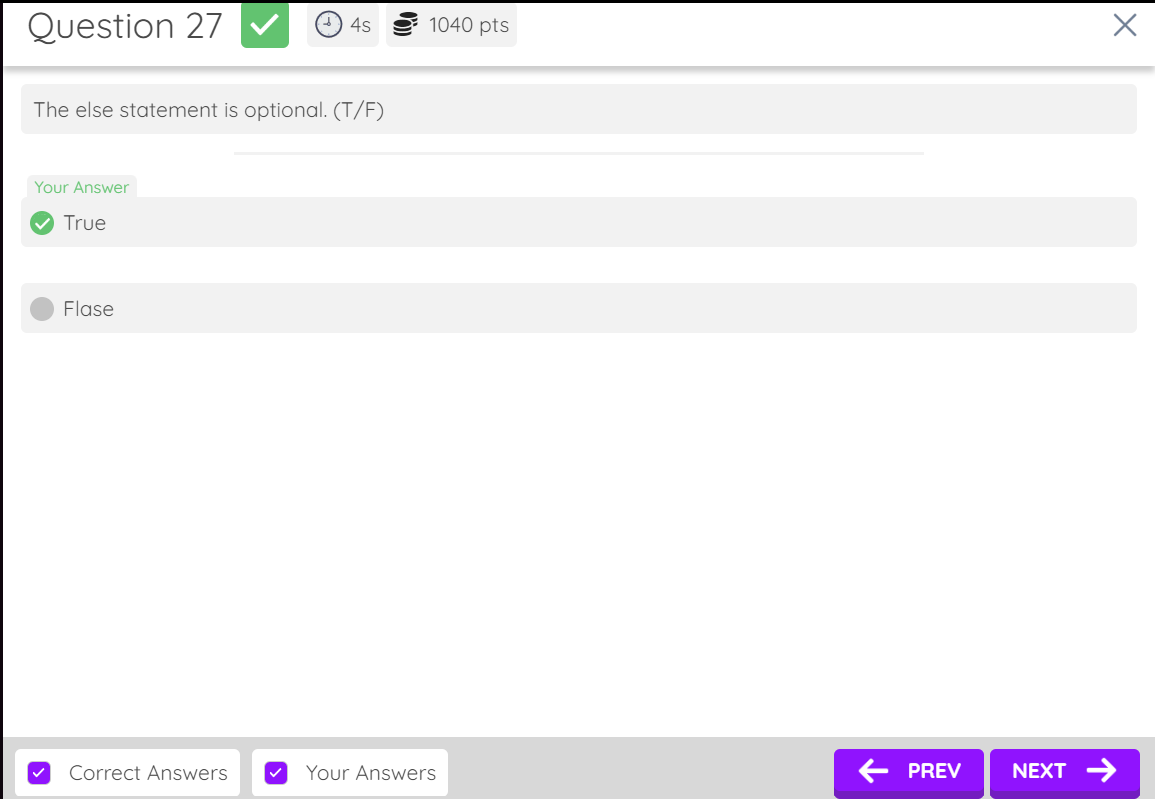 Question 27 4s 1040 pts
The else statement is optional. (T/F)
Your Answer
True
Flase
Correct Answers Your Answers PREV NEXT